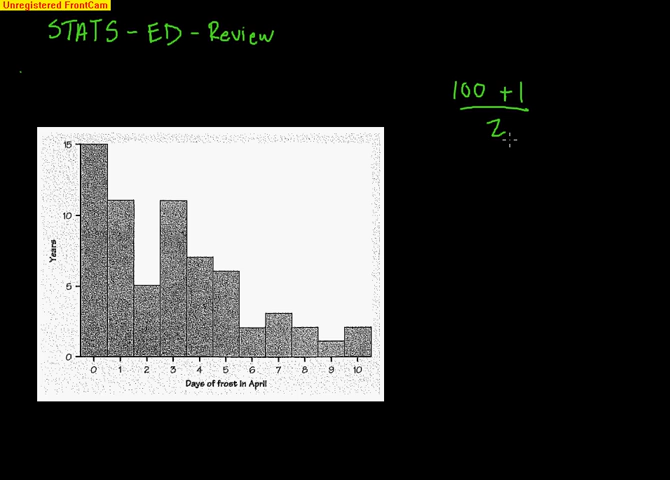 Unregistered FrontCam
STATS - ED - Review
100 + 1
2
15
10
5
0
Years
0 1 2 3 4 5 6 7 8 9 10
Days of frost in April